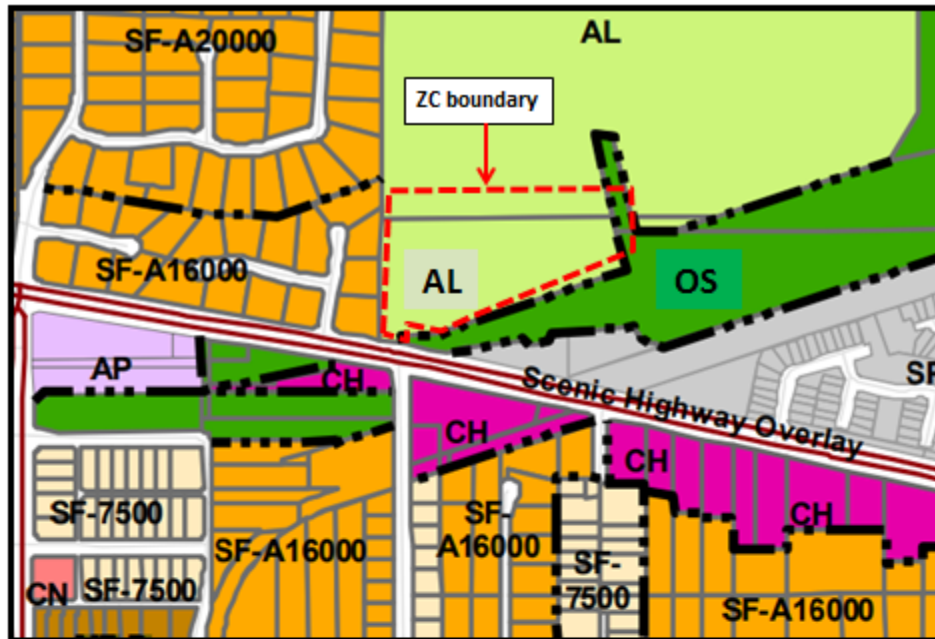 SF-A20000
AL
ZC boundary
SF-A16000
AL
OS
AP
CH
Scenic Highway Overlay
SF
CH
CH
CH
SF-7500
SF-A16000
SF-
A16000
SF-
7500
CN
SF-7500
SF-A16000